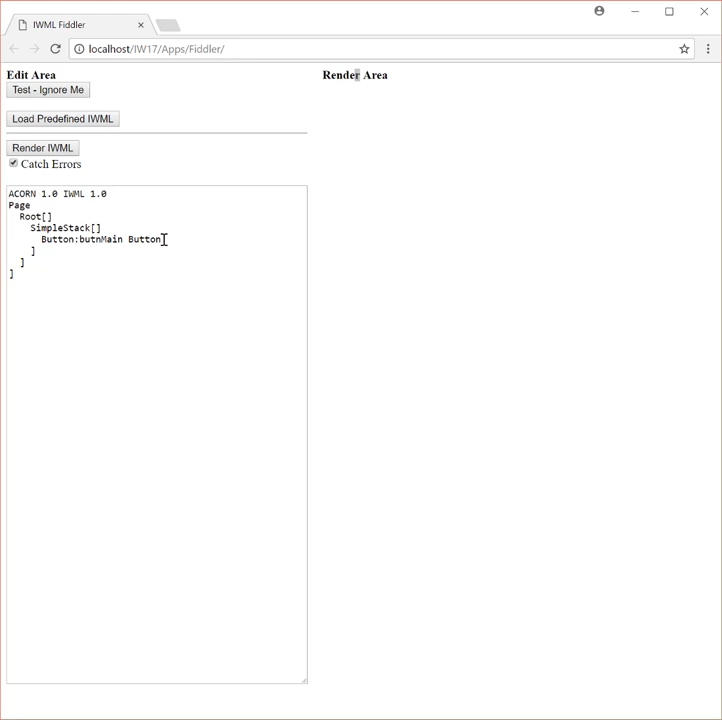 IWML Fiddler
localhost/IW17/Apps/Fiddler/
Edit Area
Test - Ignore Me
Load Predefined IWML
Render IWML
Catch Errors
ACORN 1.0 IWML 1.0
Page
Root[]
SimpleStack[]
Button:butnMain Button
]
]
]
Render Area